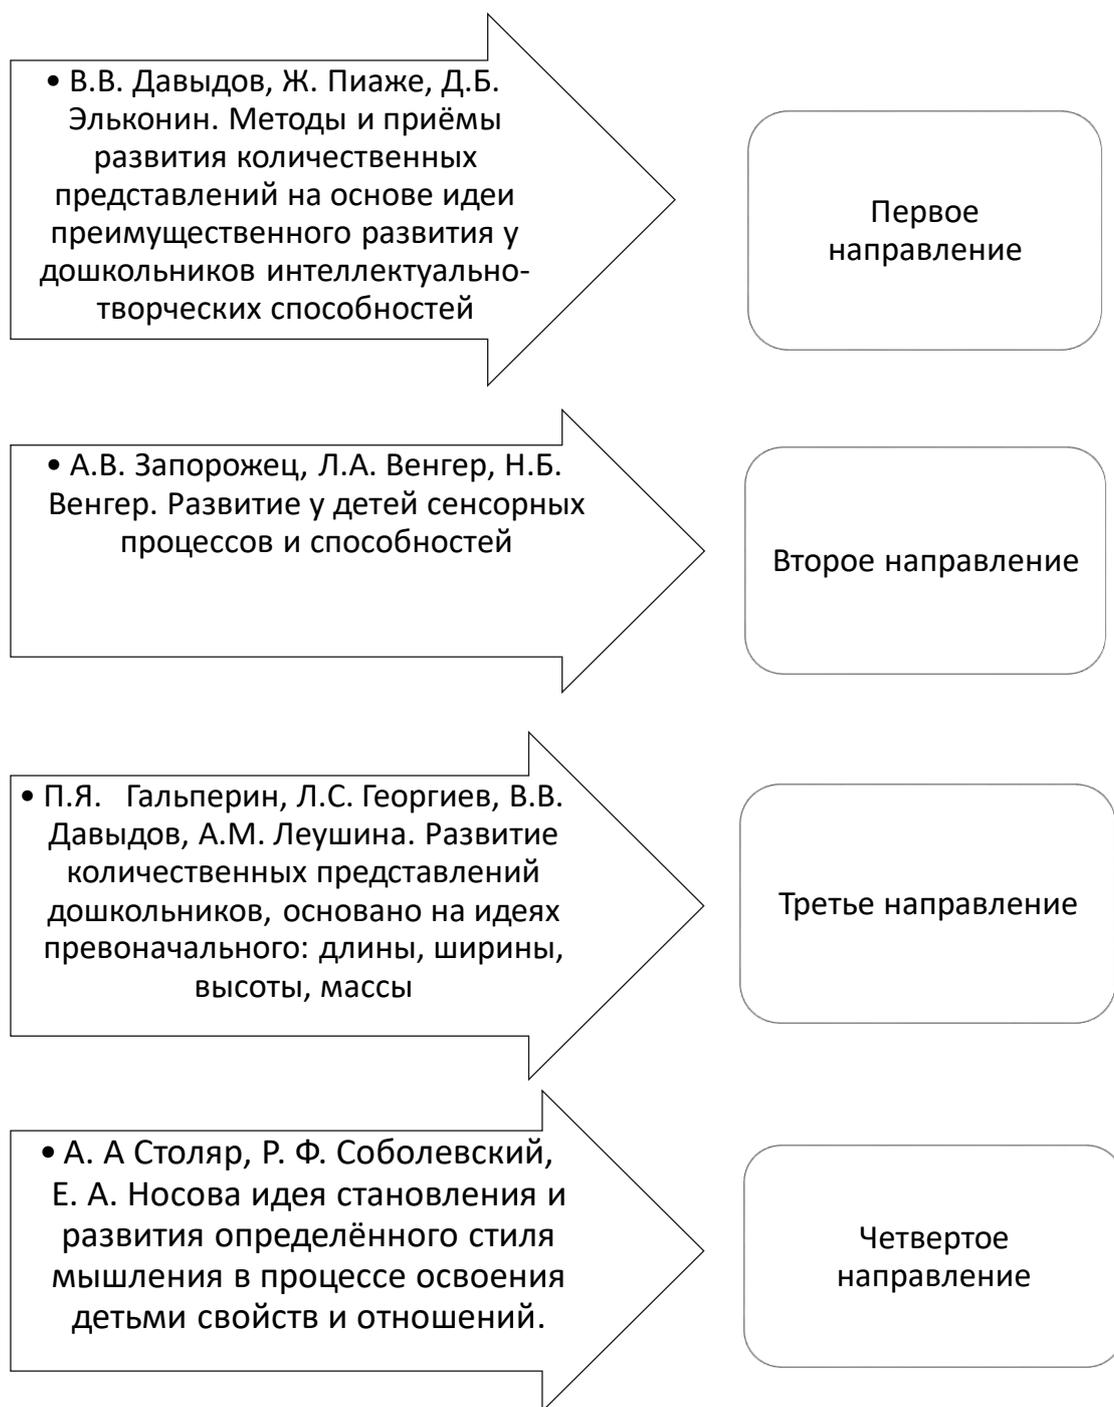 • В.В. Давыдов, Ж. Пиаже, Д.Б.
Эльконин. Методы и приёмы
развития количественных
представлений на основе идеи
преимущественного развития у
дошкольников интеллектуально-
творческих способностей
Первое
направление
• А.В. Запорожец, Л.А. Венгер, Н.Б.
Венгер. Развитие у детей сенсорных
процессов и способностей
Второе направление
• П.Я. Гальперин, Л.С. Георгиев, В.В.
Давыдов, А.М. Леушина. Развитие
количественных представлений
дошкольников, основано на идеях
превоначального: длины, ширины,
высоты, массы
Третье направление
• А. А Столяр, Р. Ф. Соболевский,
Е. А. Носова идея становления и
развития определённого стиля
мышления в процессе освоения
детьми свойств и отношений.
Четвертое
направление